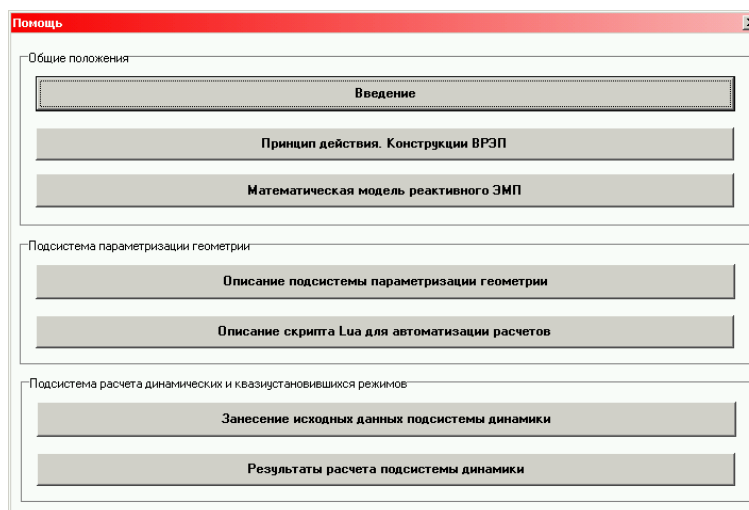 Помощь
Общие положения
Введение
Принцип действия. Конструкции ВРЭП
Математическая модель реактивного ЭМП
Подсистема параметризации геометрии
Описание подсистемы параметризации геометрии
Описание скрипта Lua для автоматизации расчетов
Подсистема расчета динамических и квазиустановившихся режимов
Занесение исходных данных подсистемы динамики
Результаты расчета подсистемы динамики